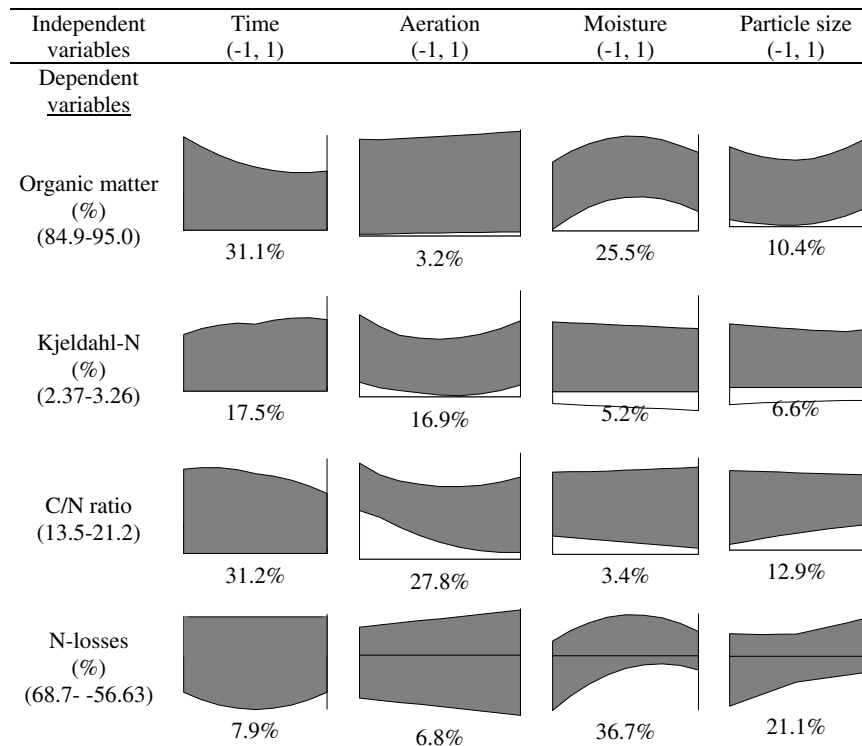 Independent variables Time (-1, 1) Aeration (-1, 1) Moisture (-1, 1) Particle size (-1, 1)
Dependent
variables
Organic matter
(%)
(84.9-95.0)
31.1% 3.2% 25.5% 10.4%
Kjeldahl-N
(%)
(2.37-3.26)
17.5% 16.9% 5.2% 6.6%
C/N ratio
(13.5-21.2)
31.2% 27.8% 3.4% 12.9%
N-losses
(%)
(68.7- -56.63)
7.9% 6.8% 36.7% 21.1%